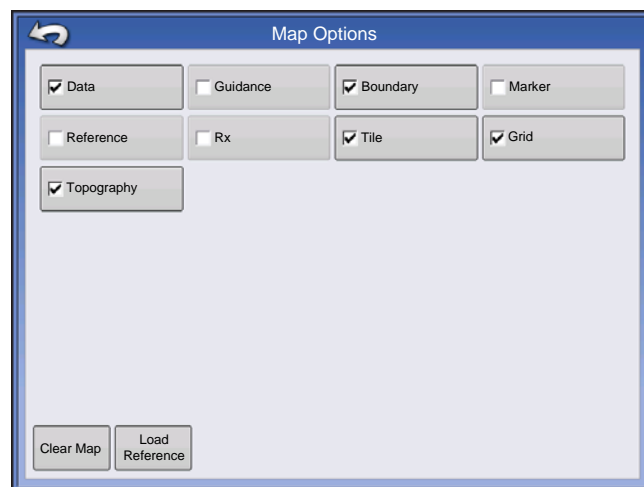 Map Options
Data
Guidance
Boundary
Marker
Reference
Rx
Tile
Grid
Topography
Clear Map
Load
Reference